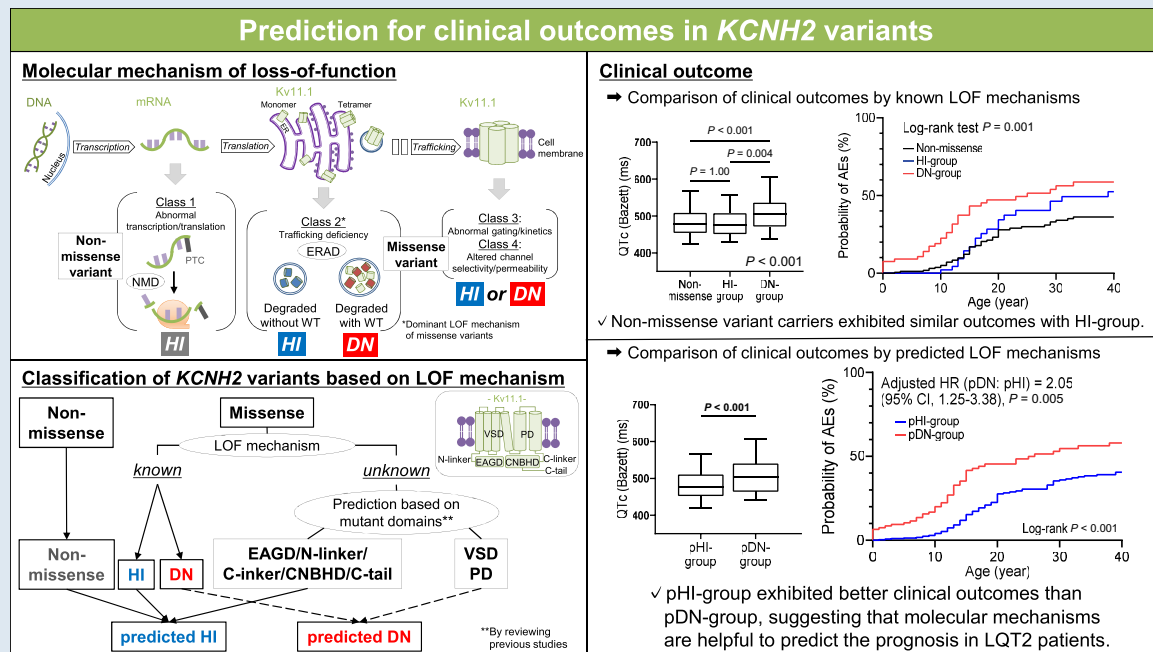 Prediction for clinical outcomes in KCNH2 variants
Molecular mechanism of loss-of-function
DNA
mRNA
Kv11.1
Kv11.1
Monomer
Tetramer
ER
Nucleus
Transcription
Translation
Trafficking
Cell
membrane
Class 1
Abnormal
transcription/translation
PTC
NMD
HI
Non-
missense
variant
Class 2*
Trafficking deficiency
ERAD
Degraded
without WT
HI
Degraded
with WT
DN
Missense
variant
Class 3:
Abnormal gating/kinetics
Class 4:
Altered channel
selectivity/permeability
HI or DN
*Dominant LOF mechanism
of missense variants
Classification of KCNH2 variants based on LOF mechanism
Non-
missense
Missense
LOF mechanism
known
unknown
- Kv11.1-
VSD
PD
N-linker
EAGD
CNBHD
C-linker
C-tail
Prediction based on
mutant domains**
Non-
missense
HI
DN
EAGD/N-linker/
C-inker/CNBHD/C-tail
VSD
PD
predicted HI
predicted DN
**By reviewing
previous studies
Clinical outcome
➡ Comparison of clinical outcomes by known LOF mechanisms
QTc (Bazett) (ms)
700
600
500
400
P < 0.001
P = 0.004
P = 1.00
P < 0.001
Non-
missense
HI-
group
DN-
group
Probability of AEs (%)
100
50
0
Log-rank test P = 0.001
Non-missense
HI-group
DN-group
0 10 20 30 40
Age (year)
✓ Non-missense variant carriers exhibited similar outcomes with HI-group.
➡ Comparison of clinical outcomes by predicted LOF mechanisms
QTc (Bazett) (ms)
700
600
500
400
P < 0.001
pHI-
group
pDN-
group
Probability of AEs (%)
100
50
0
Adjusted HR (pDN: pHI) = 2.05
(95% CI, 1.25-3.38), P = 0.005
pHI-group
pDN-group
Log-rank P < 0.001
0 10 20 30 40
Age (year)
✓ pHI-group exhibited better clinical outcomes than
pDN-group, suggesting that molecular mechanisms
are helpful to predict the prognosis in LQT2 patients.